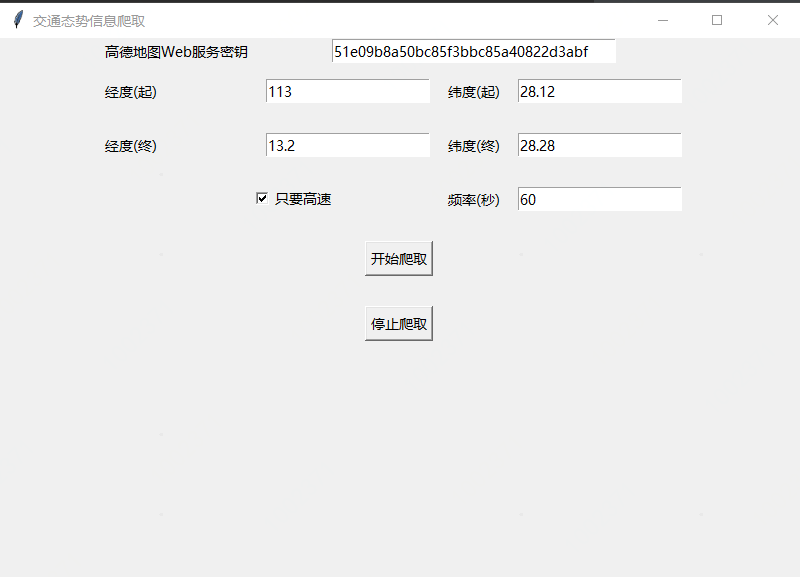 交通态势信息爬取
高德地图Web服务密钥 51e09b8a50bc85f3bbc85a40822d3abf
经度(起) 113 纬度(起) 28.12
经度(终) 13.2 纬度(终) 28.28
只要高速 频率(秒) 60
开始爬取
停止爬取